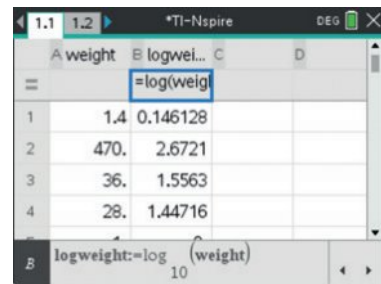 1.1 1.2 *TI-Nspire DEG
A weight B logwei... C D
= =log(weigl
1 1.4 0.146128
2 470. 2.6721
3 36. 1.5563
4 28. 1.44716
B logweight:=log (weight)
10